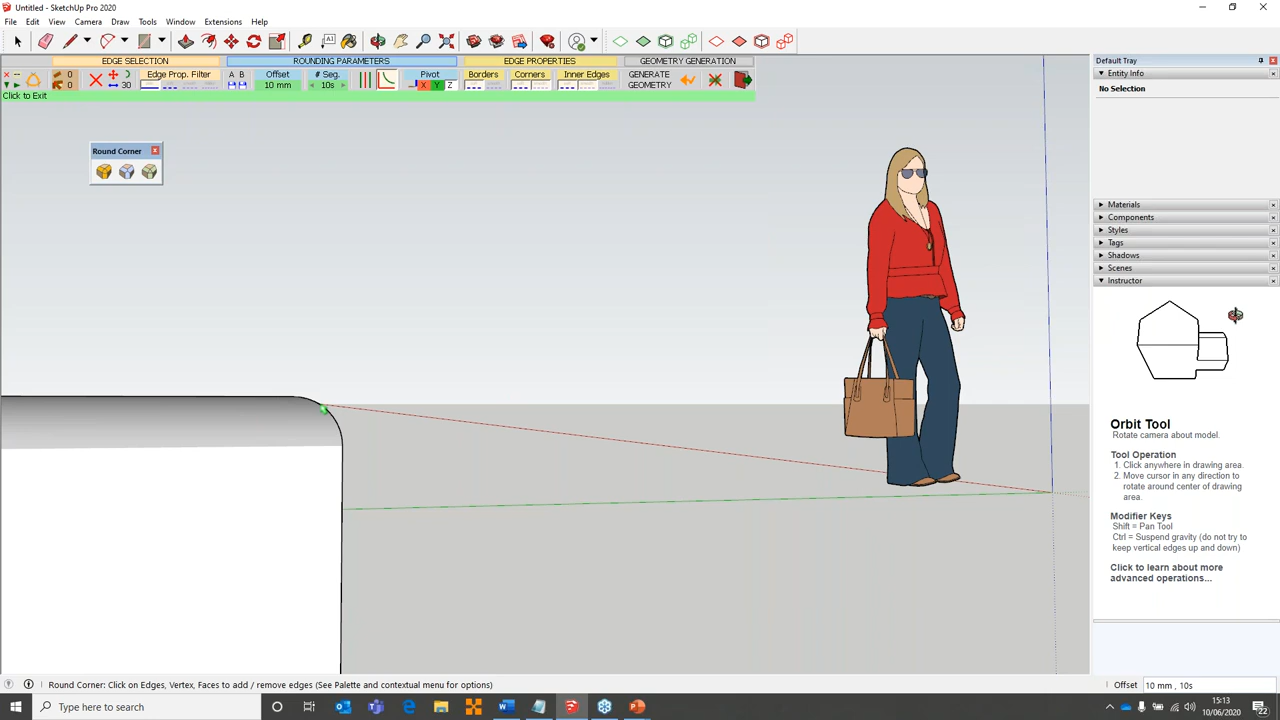 Untitled - SketchUp Pro 2020
File Edit View Camera Draw Tools Window Extensions Help
EDGE SELECTION ROUNDING PARAMETERS EDGE PROPERTIES GEOMETRY GENERATION
0 Edge Prop. Filter A B Offset # Seg. Pivot Borders Corners Inner Edges GENERATE
0 30 10 mm 10s X Y Z GEOMETRY
Click to Exit
Round Corner
Default Tray
Entity Info
No Selection
Materials
Components
Styles
Tags
Shadows
Scenes
Instructor
Orbit Tool
Rotate camera about model.
Tool Operation
1. Click anywhere in drawing area.
2. Move cursor in any direction to
rotate around center of drawing
area.
Modifier Keys
Shift = Pan Tool
Ctrl = Suspend gravity (do not try to
keep vertical edges up and down)
Click to learn about more
advanced operations...
Round Corner: Click on Edges, Vertex, Faces to add / remove edges (See Palette and contextual menu for options)
Offset 10 mm , 10s
Type here to search
15:13
10/06/2020